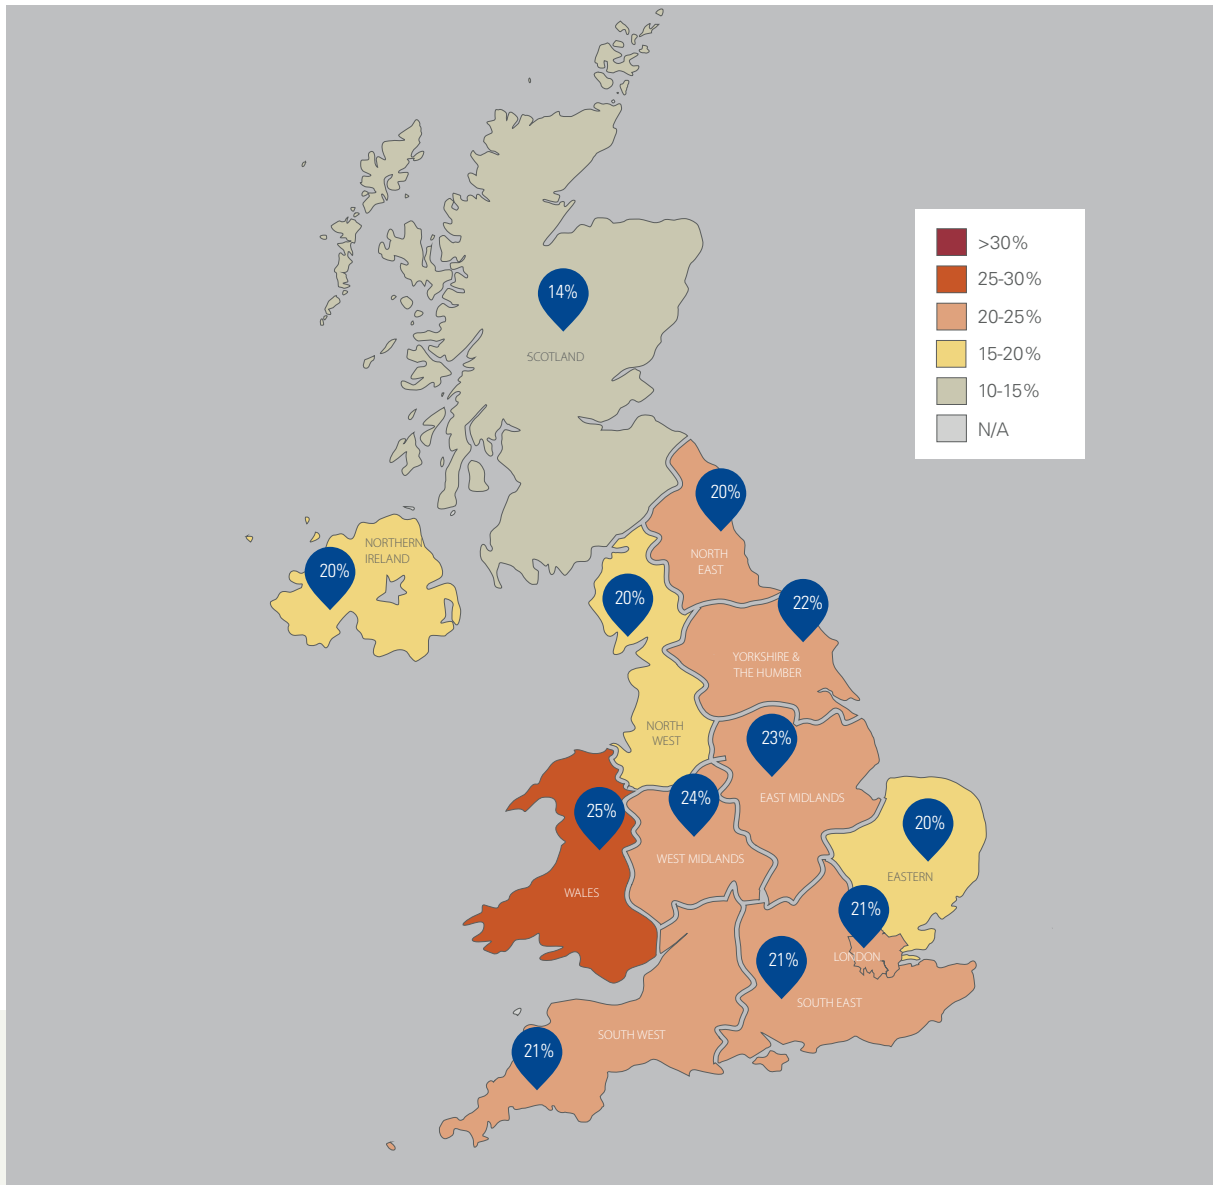 >30%
25-30%
20-25%
15-20%
10-15%
N/A
14%
SCOTLAND
20%
NORTH
EAST
NORTHERN
IRELAND
20%
20%
22%
YORKSHIRE &
THE HUMBER
NORTH
WEST
23%
EAST MIDLANDS
24%
WEST MIDLANDS
25%
WALES
20%
EASTERN
21%
LONDON
21%
SOUTH EAST
SOUTH WEST
21%